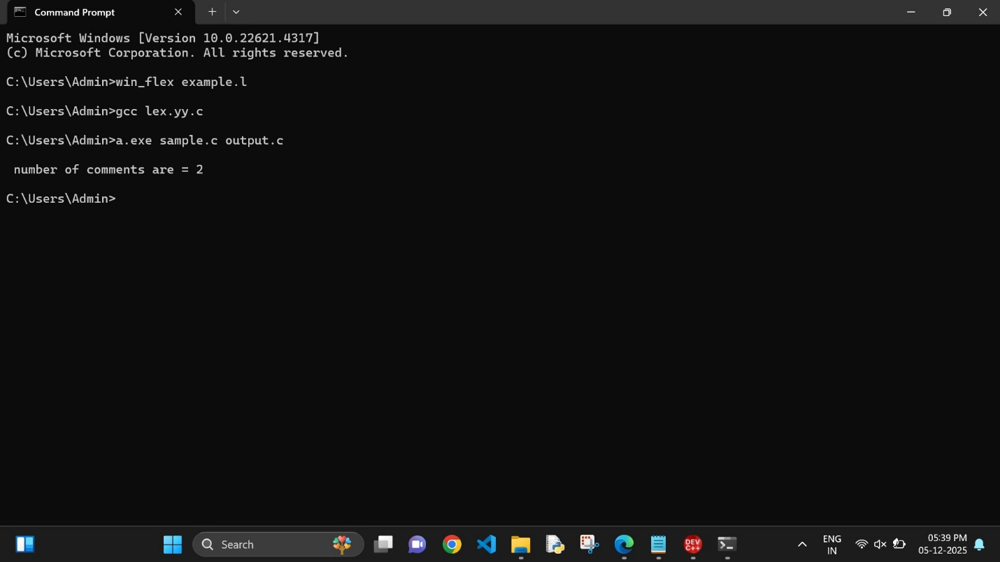 Command Prompt
Microsoft Windows [Version 10.0.22621.4317]
(c) Microsoft Corporation. All rights reserved.
C:\Users\Admin>win_flex example.l
C:\Users\Admin>gcc lex.yy.c
C:\Users\Admin>a.exe sample.c output.c
number of comments are = 2
C:\Users\Admin>
Search
DEV
C++
ENG
IN
05:39 PM
05-12-2025